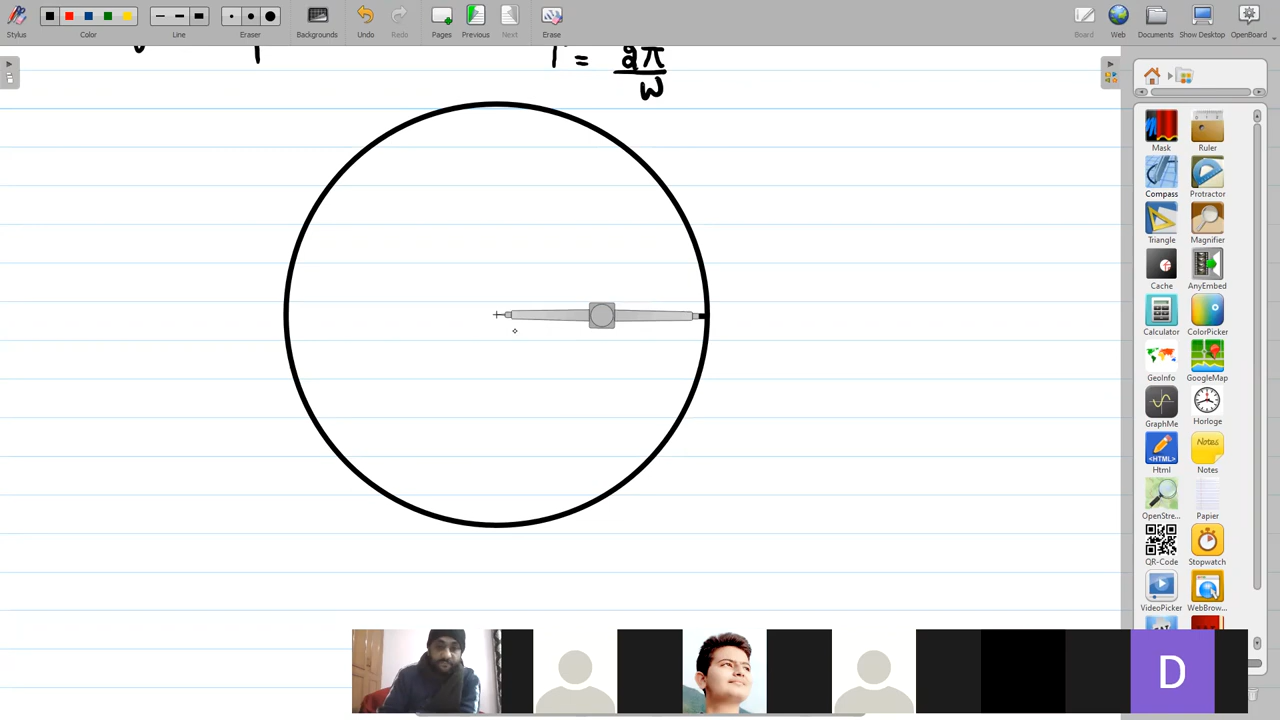 Stylus
Color
Line
Eraser
Backgrounds
Undo
Redo
Pages
Previous
Next
Erase
Board
Web
Documents
Show Desktop
OpenBoard
T = 2π
w
Mask
Ruler
Compass
Protractor
Triangle
Magnifier
Cache
AnyEmbed
Calculator
ColorPicker
GeoInfo
GoogleMap
GraphMe
Horloge
<HTML>
Notes
Html
Notes
OpenStre...
Papier
QR-Code
Stopwatch
VideoPicker
WebBrow...
D